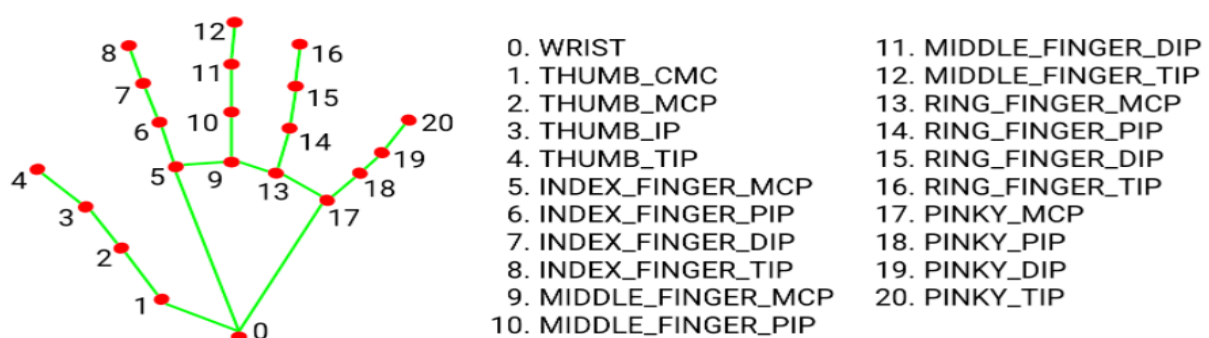 12
8
16
11
7
15
10
6
20
14
19
4
5
9
18
13
3
17
2
1
0
0. WRIST
1. THUMB_CMC
2. THUMB_MCP
3. THUMB_IP
4. THUMB_TIP
5. INDEX_FINGER_MCP
6. INDEX_FINGER_PIP
7. INDEX_FINGER_DIP
8. INDEX_FINGER_TIP
9. MIDDLE_FINGER_MCP
10. MIDDLE_FINGER_PIP
11. MIDDLE_FINGER_DIP
12. MIDDLE_FINGER_TIP
13. RING_FINGER_MCP
14. RING_FINGER_PIP
15. RING_FINGER_DIP
16. RING_FINGER_TIP
17. PINKY_MCP
18. PINKY_PIP
19. PINKY_DIP
20. PINKY_TIP